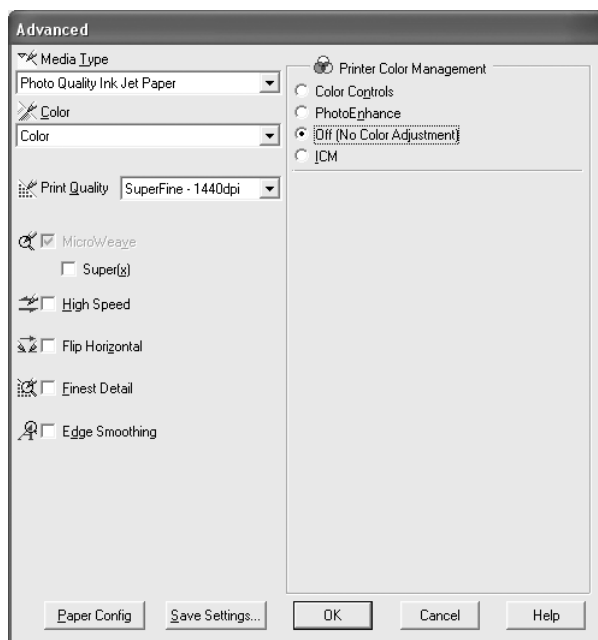 Advanced
Media Type
Photo Quality Ink Jet Paper
Color
Color
Print Quality SuperFine - 1440dpi
MicroWeave
Super(x)
High Speed
Flip Horizontal
Finest Detail
Edge Smoothing
Printer Color Management
Color Controls
PhotoEnhance
Off (No Color Adjustment)
ICM
Paper Config Save Settings... OK Cancel Help